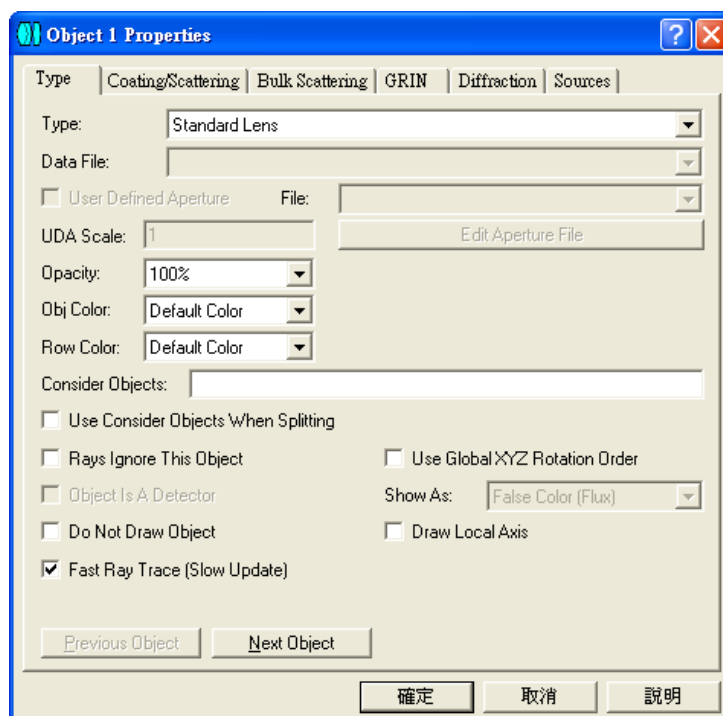 Object 1 Properties
Type Coating/Scattering Bulk Scattering GRIN Diffraction Sources
Type: Standard Lens
Data File:
User Defined Aperture File:
UDA Scale: 1 Edit Aperture File
Opacity: 100%
Obj Color: Default Color
Row Color: Default Color
Consider Objects:
Use Consider Objects When Splitting
Rays Ignore This Object Use Global XYZ Rotation Order
Object Is A Detector Show As: False Color (Flux)
Do Not Draw Object Draw Local Axis
Fast Ray Trace (Slow Update)
Previous Object Next Object
確定 取消 說明